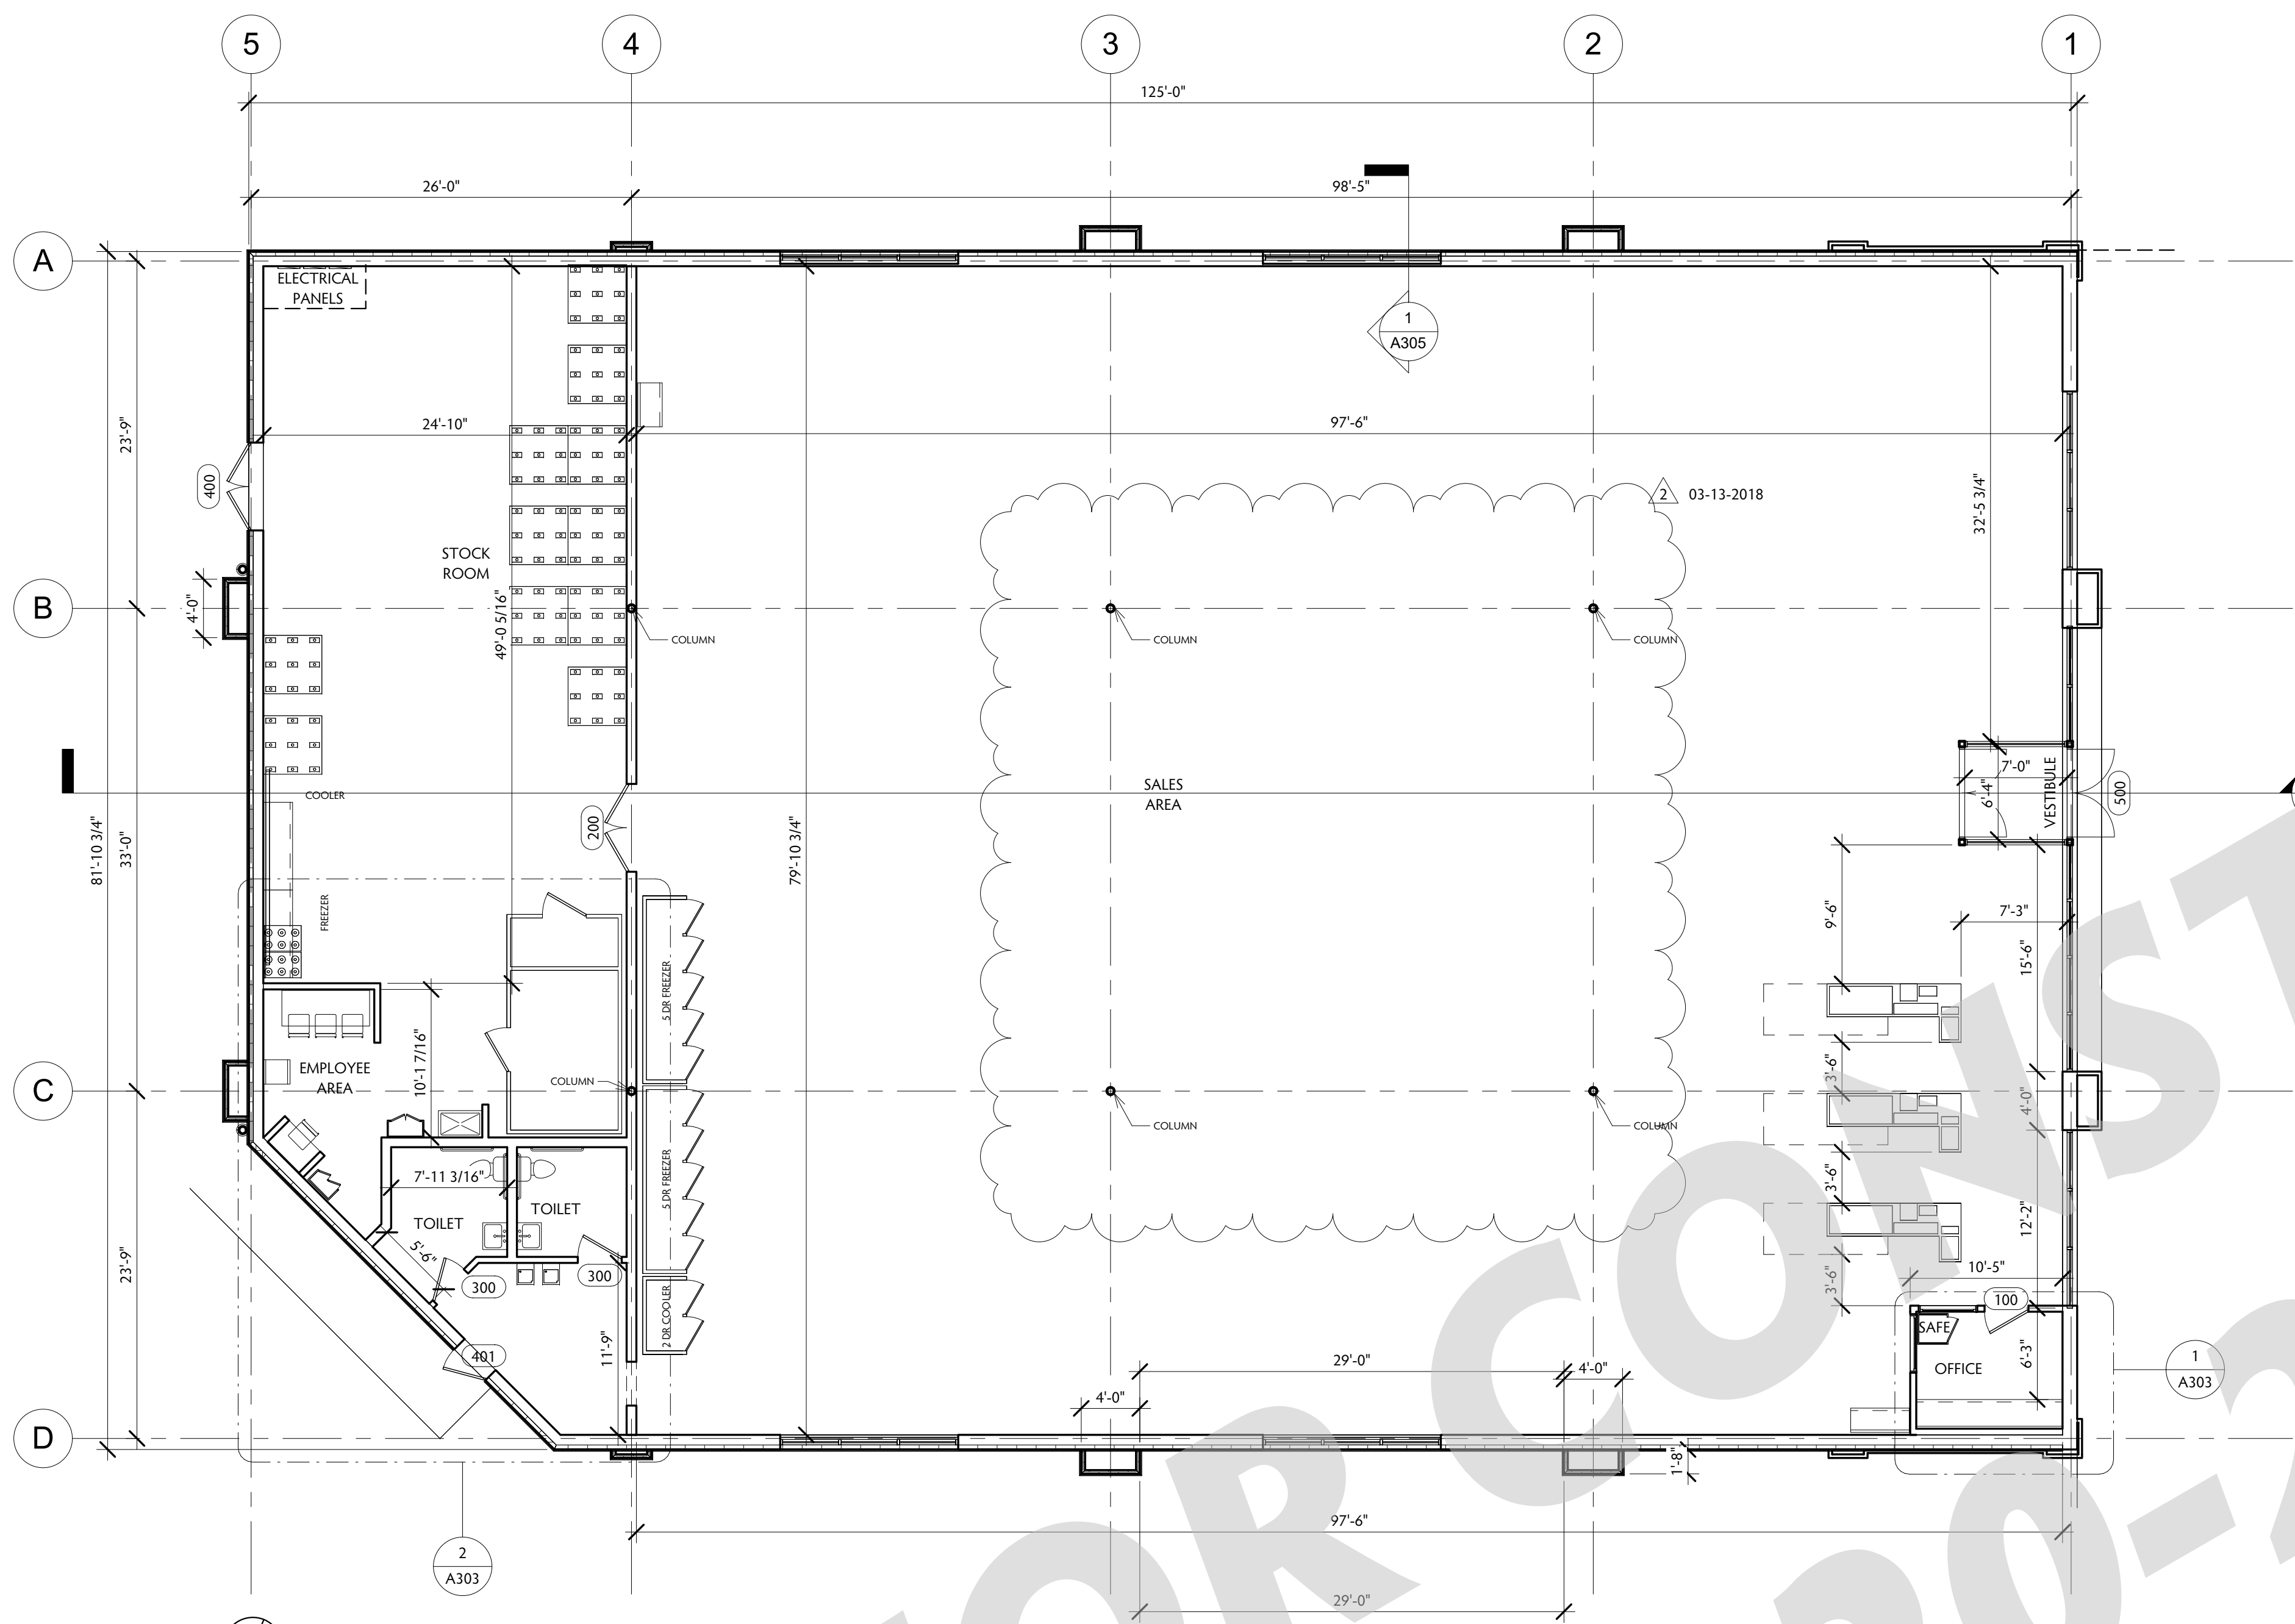 5
4
3
2
1
125'-0"
26'-0"
98'-5"
A
ELECTRICAL
PANELS
1
A305
23'-9"
24'-10"
97'-6"
400
2
03-13-2018
32'-5 3/4"
STOCK
ROOM
B
4'-0"
49'-0 5/16"
COLUMN
COLUMN
COLUMN
COOLER
SALES
AREA
7'-0"
6'-4"
VESTIBULE
500
200
81'-10 3/4"
33'-0"
79'-10 3/4"
FREEZER
9'-6"
7'-3"
15'-6"
5 DR FREEZER
10'-1 7/16"
EMPLOYEE
AREA
C
COLUMN
COLUMN
COLUMN
3'-6"
4'-0"
5 DR FREEZER
7'-11 3/16"
TOILET
TOILET
3'-6"
12'-2"
23'-9"
5'-6"
300
300
3'-6"
10'-5"
100
SAFE
2 DR COOLER
401
11'-9"
OFFICE
6'-3"
1
A303
29'-0"
4'-0"
4'-0"
D
1'-8"
97'-6"
2
A303
29'-0"